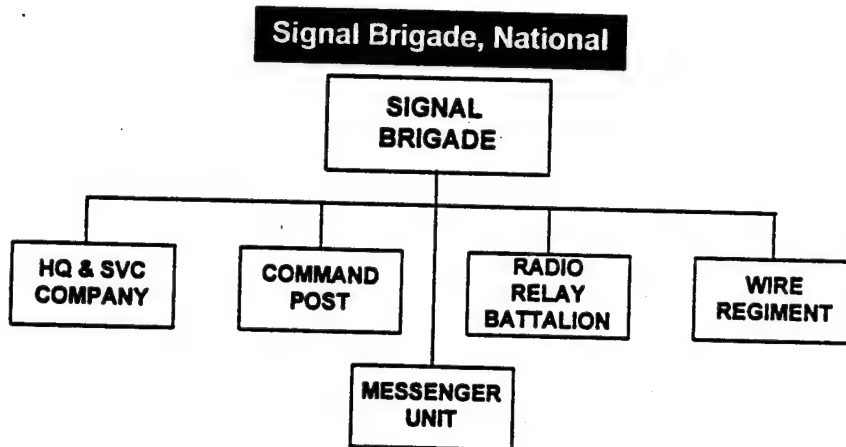 Signal Brigade, National
SIGNAL
BRIGADE
HQ & SVC
COMPANY
COMMAND
POST
RADIO
RELAY
BATTALION
WIRE
REGIMENT
MESSENGER
UNIT